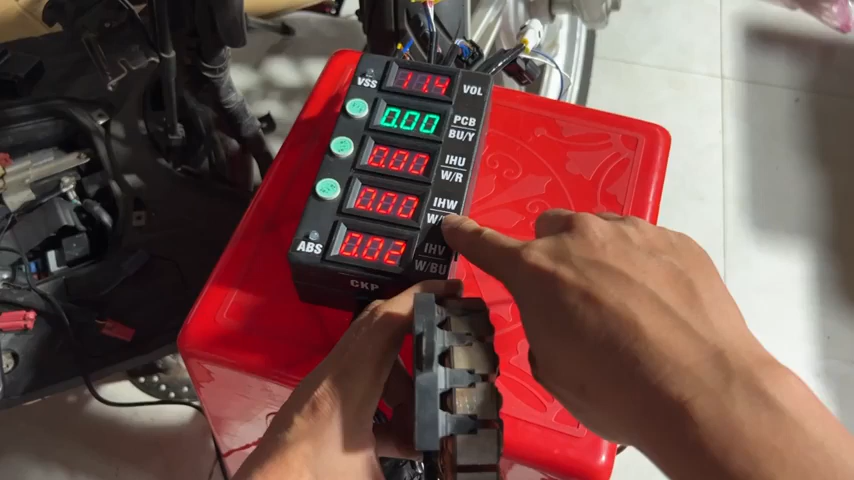 VSS 11.4 VOL
0.00 PCB
BU/Y
0.00 IHU
W/R
0.00 IHW
ABS 0.02 IHV
W/BU
CKP